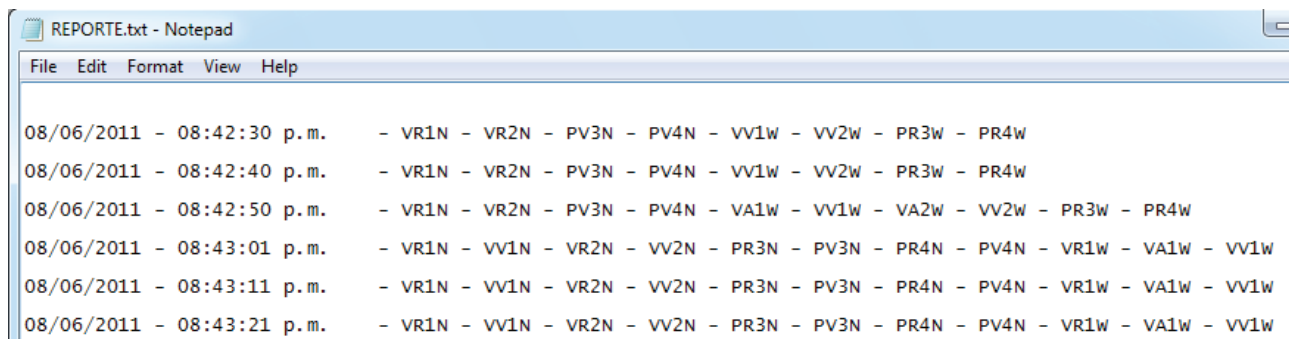 REPORTE.txt - Notepad
File Edit Format View Help
08/06/2011 - 08:42:30 p.m. - VR1N - VR2N - PV3N - PV4N - VV1W - VV2W - PR3W - PR4W
08/06/2011 - 08:42:40 p.m. - VR1N - VR2N - PV3N - PV4N - VV1W - VV2W - PR3W - PR4W
08/06/2011 - 08:42:50 p.m. - VR1N - VR2N - PV3N - PV4N - VA1W - VV1W - VA2W - VV2W - PR3W - PR4W
08/06/2011 - 08:43:01 p.m. - VR1N - VV1N - VR2N - VV2N - PR3N - PV3N - PR4N - PV4N - VR1W - VA1W - VV1W
08/06/2011 - 08:43:11 p.m. - VR1N - VV1N - VR2N - VV2N - PR3N - PV3N - PR4N - PV4N - VR1W - VA1W - VV1W
08/06/2011 - 08:43:21 p.m. - VR1N - VV1N - VR2N - VV2N - PR3N - PV3N - PR4N - PV4N - VR1W - VA1W - VV1W